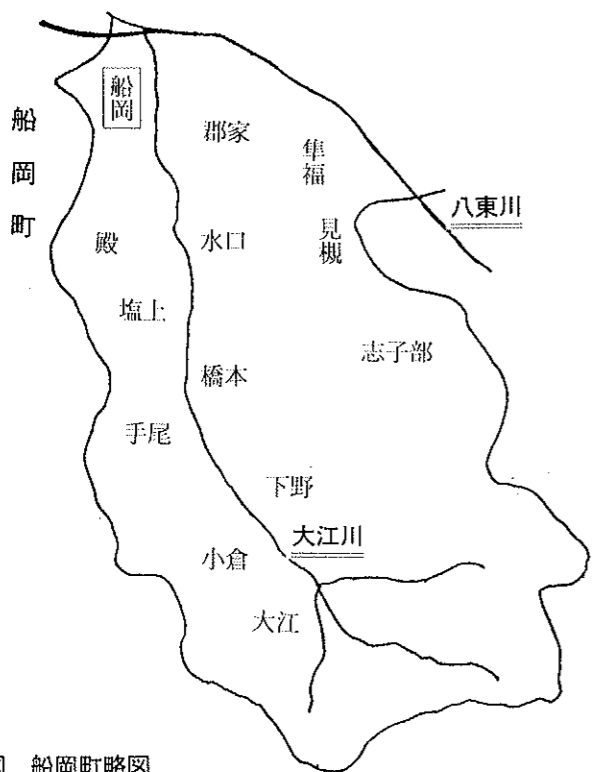 船岡
郡家
隼福
船岡町
八東川
見槻
殿
水口
塩上
志子部
橋本
手尾
下野
大江川
小倉
大江
船岡町略図